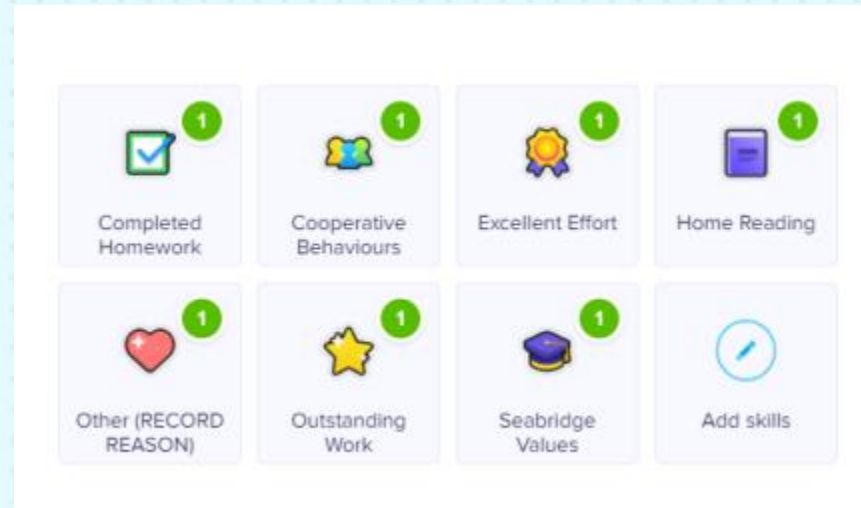 1
1
1
1
Completed
Homework
Cooperative
Behaviours
Excellent Effort
Home Reading
1
1
1
Other (RECORD
REASON)
Outstanding
Work
Seabridge
Values
Add skills